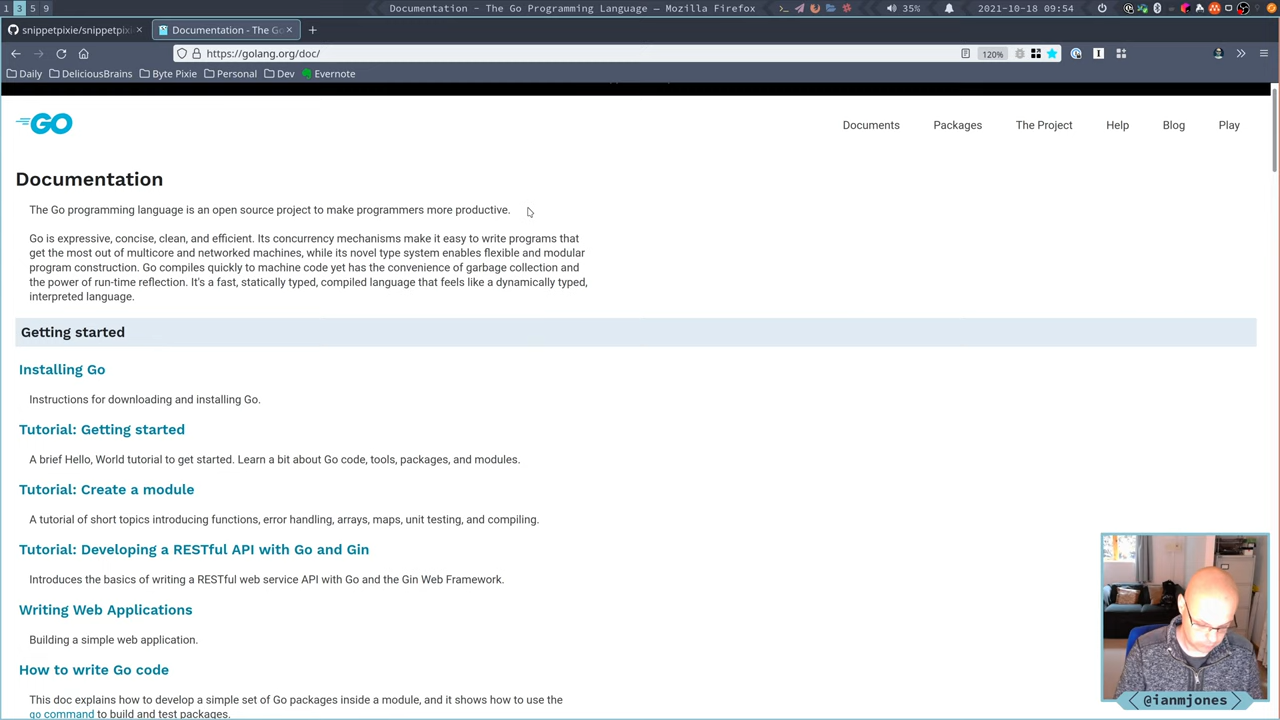 1 3 5 9
Documentation - The Go Programming Language — Mozilla Firefox
35%
2021-10-18 09:54
snippetpixie/snippetpixi
Documentation - The Go
https://golang.org/doc/
120%
Daily
DeliciousBrains
Byte Pixie
Personal
Dev
Evernote
GO
Documents
Packages
The Project
Help
Blog
Play
Documentation
The Go programming language is an open source project to make programmers more productive.
Go is expressive, concise, clean, and efficient. Its concurrency mechanisms make it easy to write programs that
get the most out of multicore and networked machines, while its novel type system enables flexible and modular
program construction. Go compiles quickly to machine code yet has the convenience of garbage collection and
the power of run-time reflection. It's a fast, statically typed, compiled language that feels like a dynamically typed,
interpreted language.
Getting started
Installing Go
Instructions for downloading and installing Go.
Tutorial: Getting started
A brief Hello, World tutorial to get started. Learn a bit about Go code, tools, packages, and modules.
Tutorial: Create a module
A tutorial of short topics introducing functions, error handling, arrays, maps, unit testing, and compiling.
Tutorial: Developing a RESTful API with Go and Gin
Introduces the basics of writing a RESTful web service API with Go and the Gin Web Framework.
Writing Web Applications
Building a simple web application.
How to write Go code
This doc explains how to develop a simple set of Go packages inside a module, and it shows how to use the
go command to build and test packages.
@ianmjones